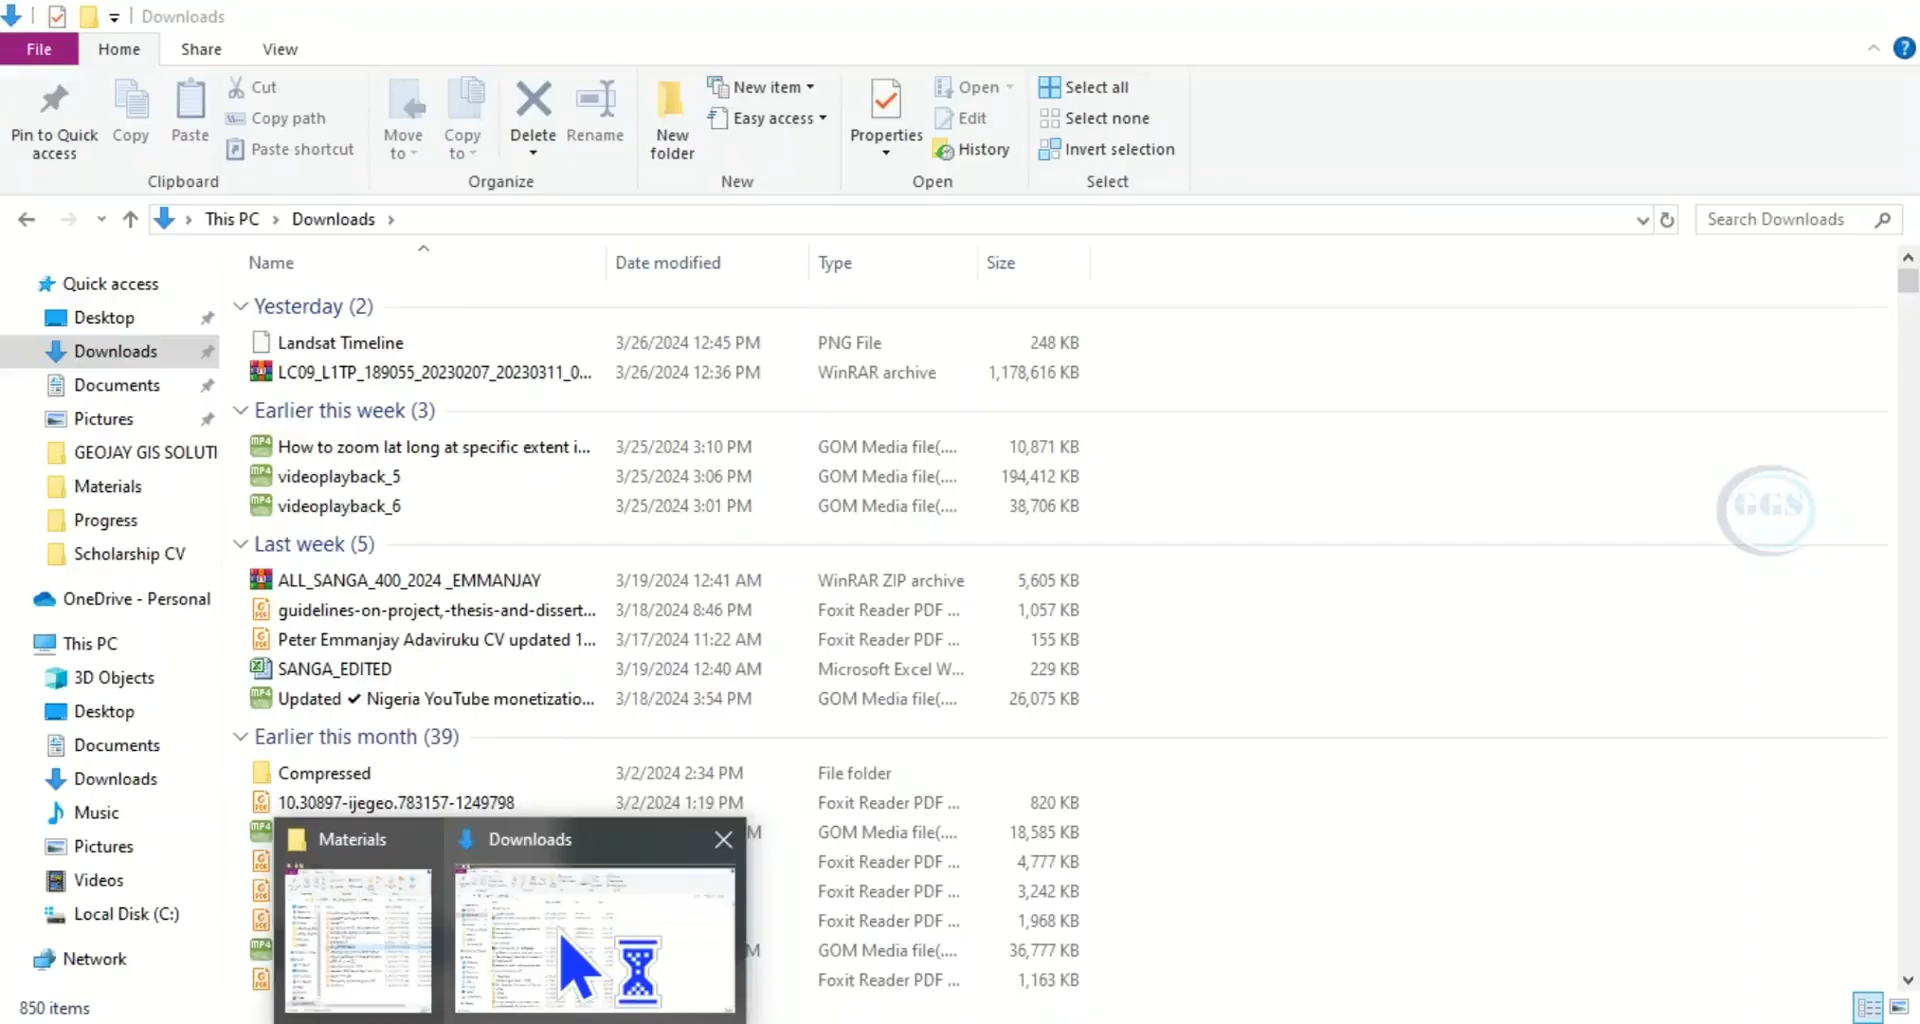 Downloads
File Home Share View
Pin to Quick access
Copy
Paste
Cut
Copy path
Paste shortcut
Clipboard
Move to
Copy to
Delete
Rename
Organize
New folder
New item
Easy access
New
Properties
Open
Edit
History
Open
Select all
Select none
Invert selection
Select
This PC > Downloads >
Search Downloads
Name Date modified Type Size
Quick access
Desktop
Downloads
Documents
Pictures
GEOJAY GIS SOLUTI
Materials
Progress
Scholarship CV
OneDrive - Personal
This PC
3D Objects
Desktop
Documents
Downloads
Music
Pictures
Videos
Local Disk (C:)
Network
Yesterday (2)
Landsat Timeline 3/26/2024 12:45 PM PNG File 248 KB
LC09_L1TP_189055_20230207_20230311_0... 3/26/2024 12:36 PM WinRAR archive 1,178,616 KB
Earlier this week (3)
How to zoom lat long at specific extent i... 3/25/2024 3:10 PM GOM Media file(.... 10,871 KB
videoplayback_5 3/25/2024 3:06 PM GOM Media file(.... 194,412 KB
videoplayback_6 3/25/2024 3:01 PM GOM Media file(.... 38,706 KB
GGS
Last week (5)
ALL_SANGA_400_2024 _EMMANJAY 3/19/2024 12:41 AM WinRAR ZIP archive 5,605 KB
guidelines-on-project,-thesis-and-dissert... 3/18/2024 8:46 PM Foxit Reader PDF ... 1,057 KB
Peter Emmanjay Adaviruku CV updated 1... 3/17/2024 11:22 AM Foxit Reader PDF ... 155 KB
SANGA_EDITED 3/19/2024 12:40 AM Microsoft Excel W... 229 KB
Updated ✔ Nigeria YouTube monetizatio... 3/18/2024 3:54 PM GOM Media file(.... 26,075 KB
Earlier this month (39)
Compressed 3/2/2024 2:34 PM File folder
10.30897-ijegeo.783157-1249798 3/2/2024 1:19 PM Foxit Reader PDF ... 820 KB
M GOM Media file(.... 18,585 KB
Foxit Reader PDF ... 4,777 KB
Foxit Reader PDF ... 3,242 KB
Foxit Reader PDF ... 1,968 KB
M GOM Media file(.... 36,777 KB
Foxit Reader PDF ... 1,163 KB
Materials
Downloads
850 items